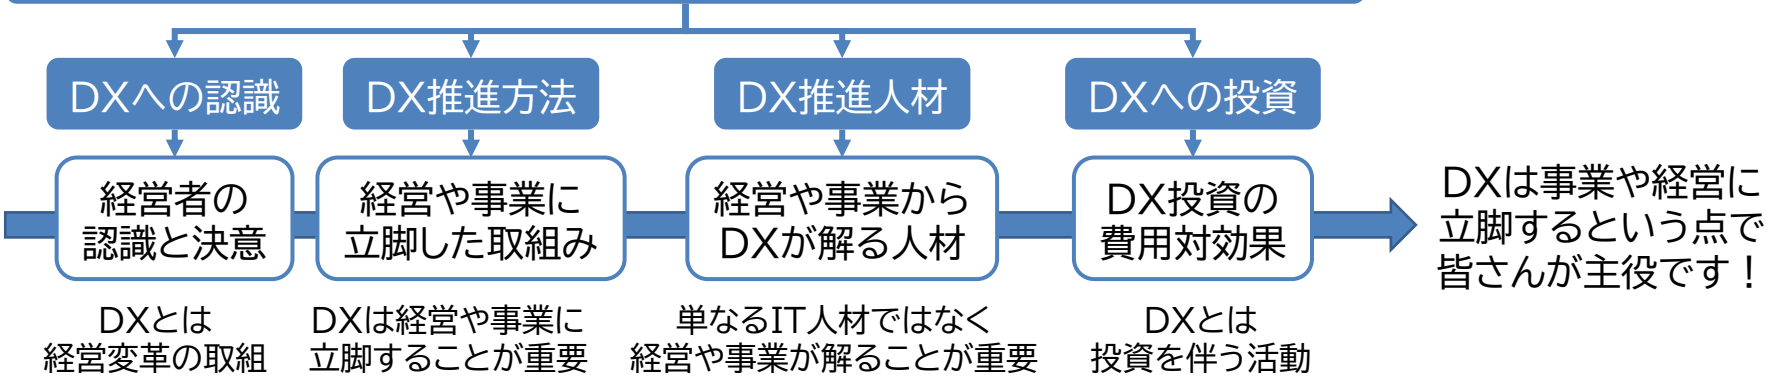 DXへの認識
DX推進方法
DX推進人材
DXへの投資
経営者の
認識と決意
経営や事業に
立脚した取組み
経営や事業から
DXが解る人材
DX投資の
費用対効果
DXは事業や経営に
立脚するという点で
皆さんが主役です！
DXとは
経営変革の取組
DXは経営や事業に
立脚することが重要
単なるIT人材ではなく
経営や事業が解ることが重要
DXとは
投資を伴う活動